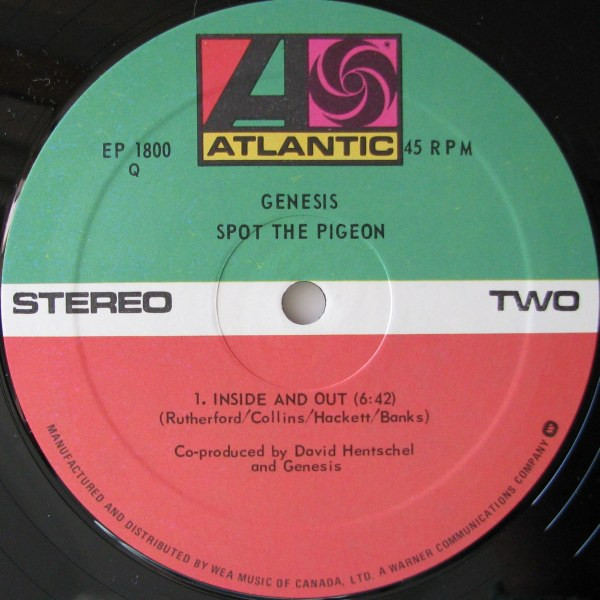 ATLANTIC
EP 1800
Q
45 RPM
GENESIS
SPOT THE PIGEON
STEREO
TWO
1. INSIDE AND OUT (6:42)
(Rutherford/Collins/Hackett/Banks)
Co-produced by David Hentschel
and Genesis
MANUFACTURED AND DISTRIBUTED BY WEA MUSIC OF CANADA, LTD. A WARNER COMMUNICATIONS COMPANY